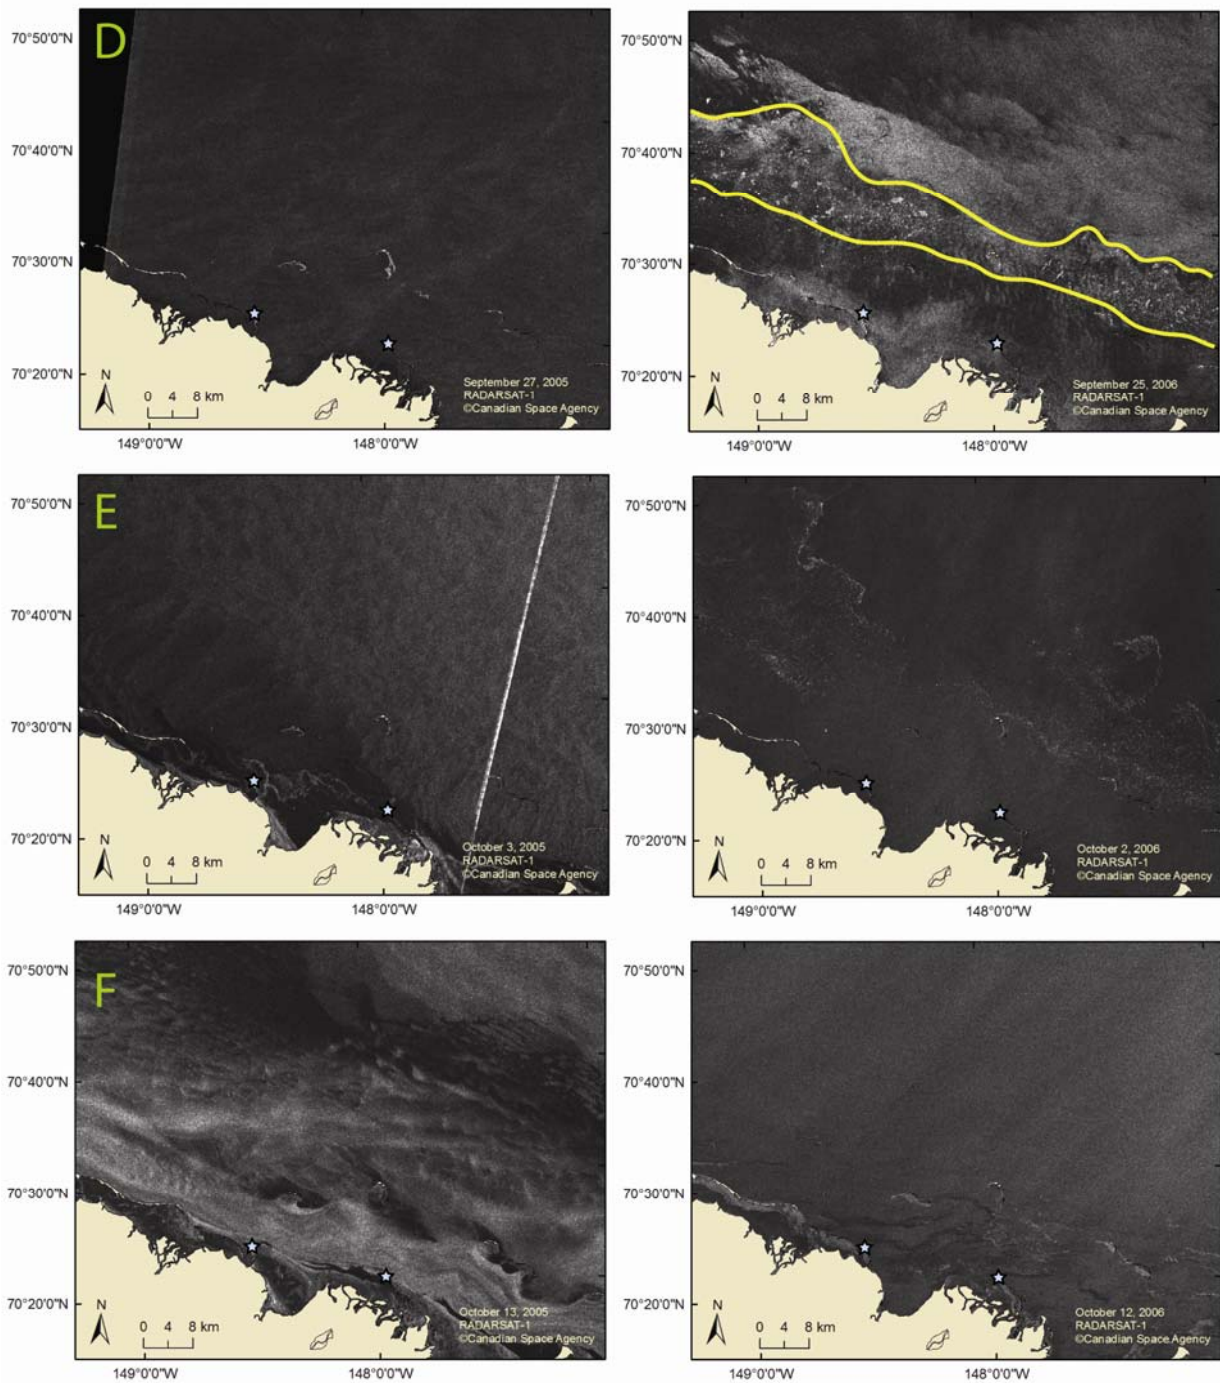 D
70°50'0"N
70°40'0"N
70°30'0"N
70°20'0"N
N
0 4 8 km
September 27, 2005
RADARSAT-1
©Canadian Space Agency
149°0'0"W
148°0'0"W
70°50'0"N
70°40'0"N
70°30'0"N
70°20'0"N
N
0 4 8 km
September 25, 2006
RADARSAT-1
©Canadian Space Agency
149°0'0"W
148°0'0"W
E
70°50'0"N
70°40'0"N
70°30'0"N
70°20'0"N
N
0 4 8 km
October 3, 2005
RADARSAT-1
©Canadian Space Agency
149°0'0"W
148°0'0"W
70°50'0"N
70°40'0"N
70°30'0"N
70°20'0"N
N
0 4 8 km
October 2, 2006
RADARSAT-1
©Canadian Space Agency
149°0'0"W
148°0'0"W
F
70°50'0"N
70°40'0"N
70°30'0"N
70°20'0"N
N
0 4 8 km
October 13, 2005
RADARSAT-1
©Canadian Space Agency
149°0'0"W
148°0'0"W
70°50'0"N
70°40'0"N
70°30'0"N
70°20'0"N
N
0 4 8 km
October 12, 2006
RADARSAT-1
©Canadian Space Agency
149°0'0"W
148°0'0"W